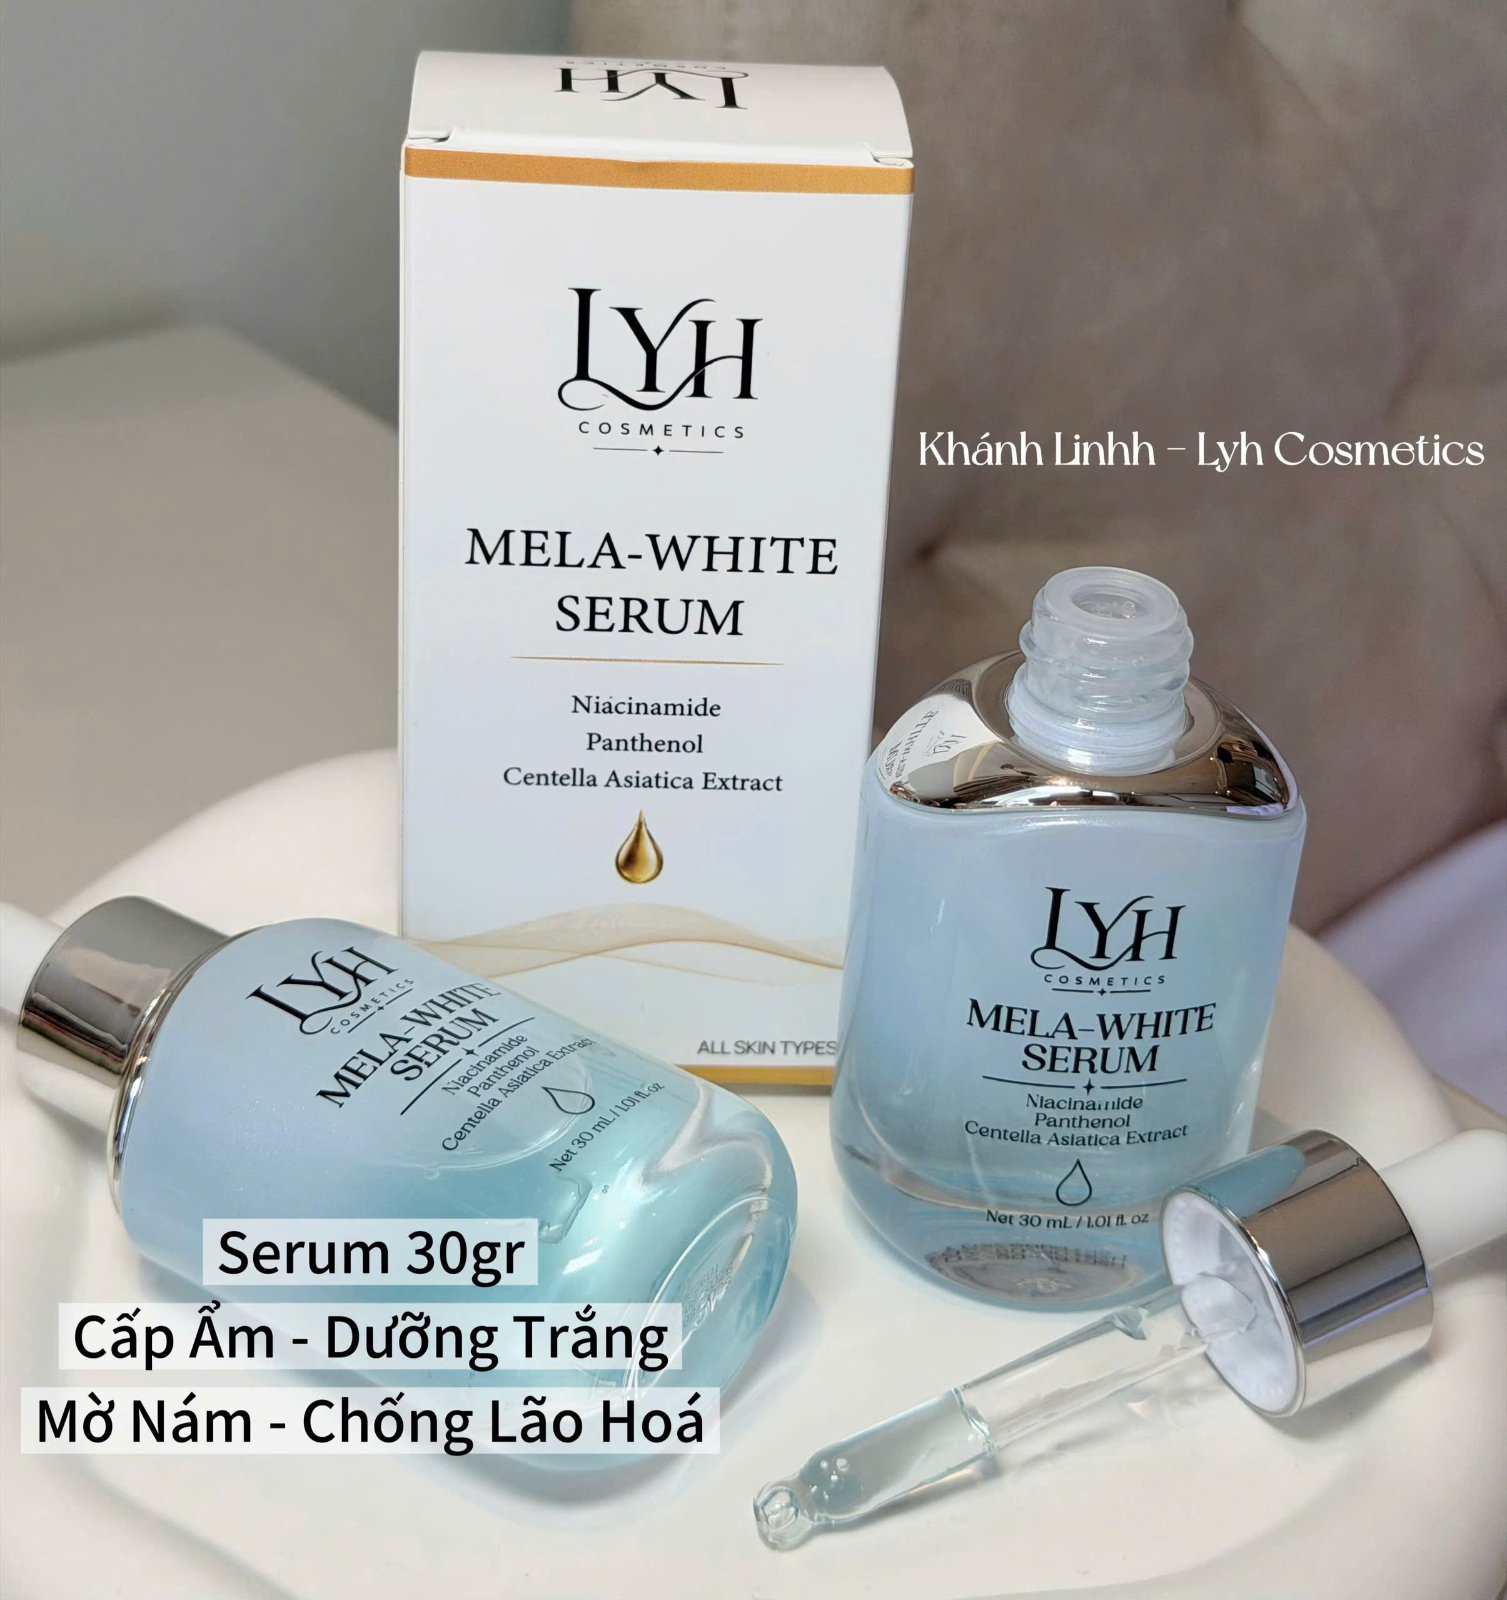 LYH
COSMETICS
LYH
COSMETICS
MELA-WHITE
SERUM
Niacinamide
Panthenol
Centella Asiatica Extract
ALL SKIN TYPES
Khánh Linhh - Lyh Cosmetics
LYH
COSMETICS
MELA-WHITE
SERUM
Niacinamide
Panthenol
Centella Asiatica Extract
Net 30 mL / 1.01 fl. oz
LYH
COSMETICS
MELA-WHITE
SERUM
Niacinamide
Panthenol
Centella Asiatica Extract
Net 30 mL / 1.01 fl. oz
Serum 30gr
Cấp Ẩm - Dưỡng Trắng
Mờ Nám - Chống Lão Hoá